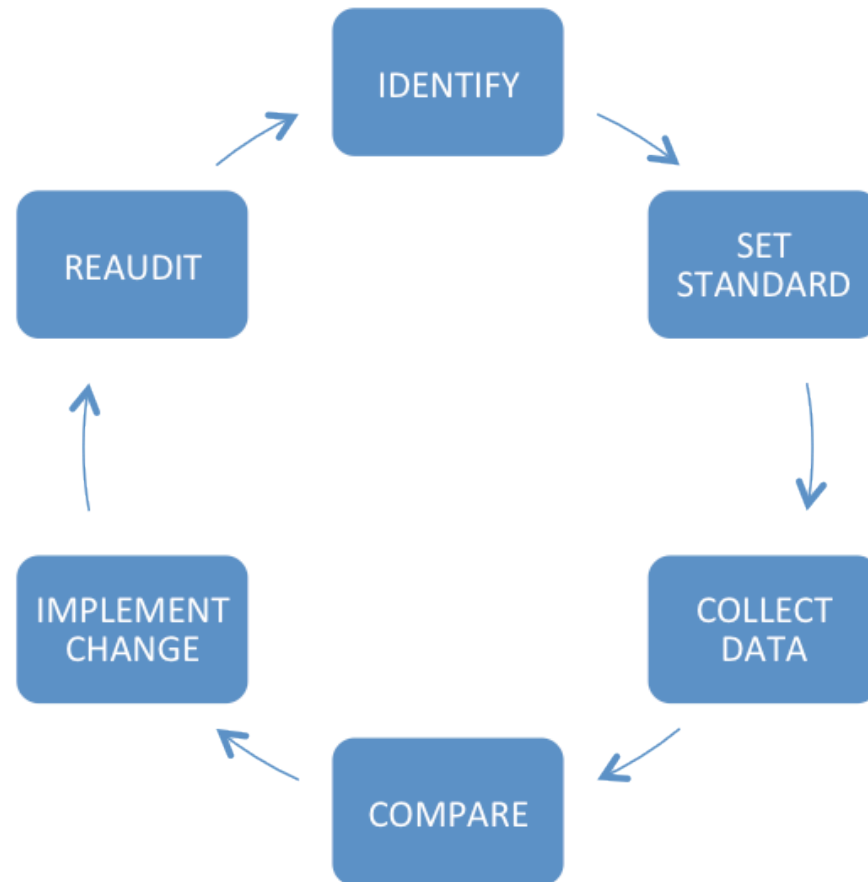 IDENTIFY
SET
STANDARD
COLLECT
DATA
COMPARE
IMPLEMENT
CHANGE
REAUDIT